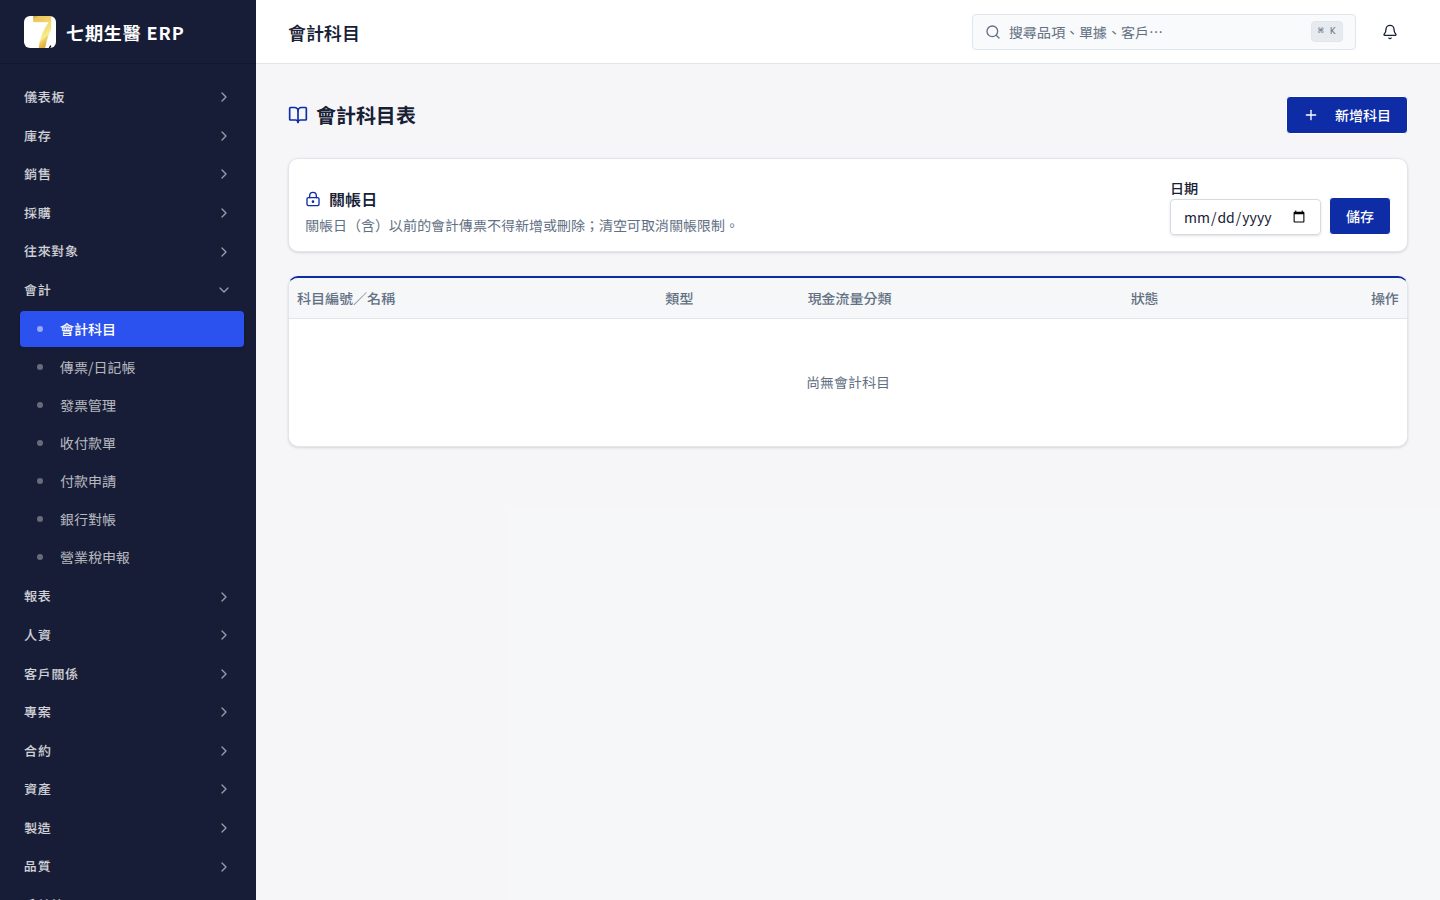 七期生醫 ERP
會計科目
搜尋品項、單據、客戶…
⌘ K
儀表板
庫存
銷售
採購
往來對象
會計
會計科目
傳票/日記帳
發票管理
收付款單
付款申請
銀行對帳
營業稅申報
報表
人資
客戶關係
專案
合約
資產
製造
品質
會計科目表
新增科目
關帳日
關帳日（含）以前的會計傳票不得新增或刪除；清空可取消關帳限制。
日期
mm/dd/yyyy
儲存
科目編號／名稱 類型 現金流量分類 狀態 操作
尚無會計科目